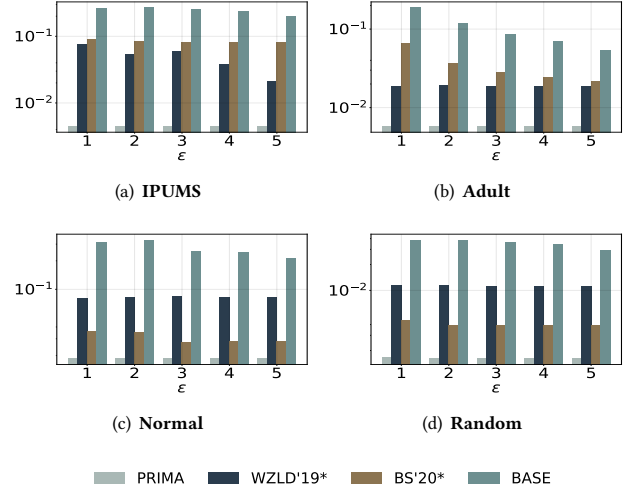 10⁻¹
10⁻²
1 2 3 4 5
ε
(a) IPUMS
10⁻¹
10⁻²
1 2 3 4 5
ε
(b) Adult
10⁻¹
1 2 3 4 5
ε
(c) Normal
10⁻²
1 2 3 4 5
ε
(d) Random
PRIMA WZLD'19* BS'20* BASE